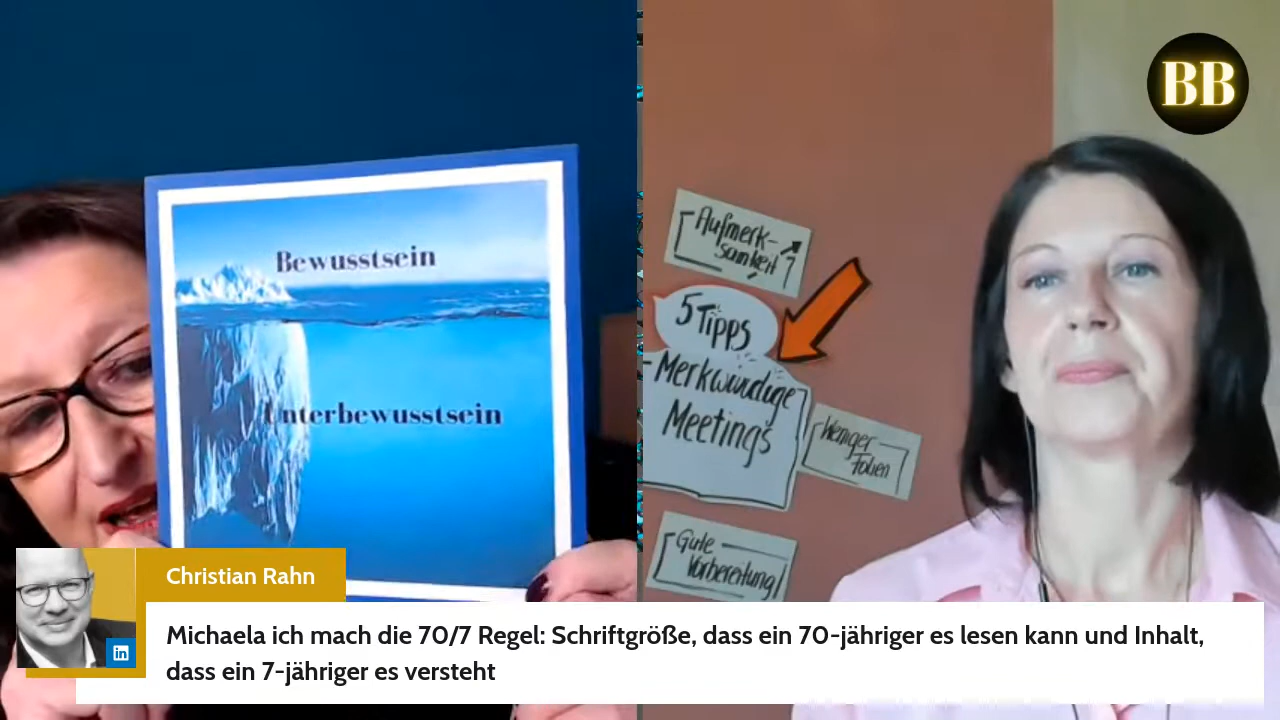 BB
Bewusstsein
Unterbewusstsein
Aufmerk-
samkeit
5 Tipps
Merkwürdige
Meetings
Weniger
Folien
Gute
Vorbereitung
Christian Rahn
in
Michaela ich mach die 70/7 Regel: Schriftgröße, dass ein 70-jähriger es lesen kann und Inhalt,
dass ein 7-jähriger es versteht